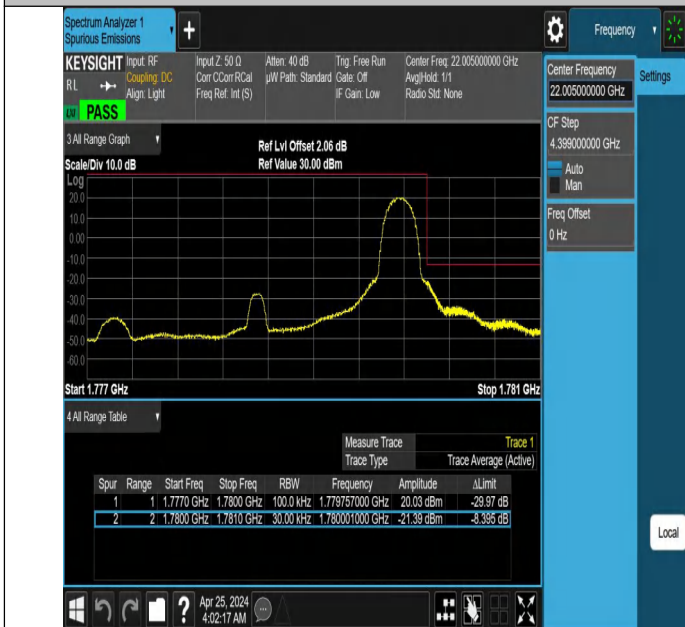 Spectrum Analyzer 1
Spurious Emissions
+
Frequency
KEYSIGHT
RL
Input: RF
Coupling: DC
Align: Light
Input Z: 50 Ω
Corr CCorr RCal
Freq Ref: Int (S)
Atten: 40 dB
µW Path: Standard
Trig: Free Run
Gate: Off
IF Gain: Low
Center Freq: 22.005000000 GHz
Avg|Hold: 1/1
Radio Std: None
PASS
Center Frequency
22.005000000 GHz
Settings
CF Step
4.399000000 GHz
Auto
Man
Freq Offset
0 Hz
3 All Range Graph
Scale/Div 10.0 dB
Ref Lvl Offset 2.06 dB
Ref Value 30.00 dBm
Log
20.0
10.0
0.00
-10.0
-20.0
-30.0
-40.0
-50.0
-60.0
Start 1.777 GHz Stop 1.781 GHz
4 All Range Table
Measure Trace Trace 1
Trace Type Trace Average (Active)
Spur Range Start Freq Stop Freq RBW Frequency Amplitude ΔLimit
1 1 1.7770 GHz 1.7800 GHz 100.0 kHz 1.779757000 GHz 20.03 dBm -29.97 dB
2 2 1.7800 GHz 1.7810 GHz 30.00 kHz 1.780001000 GHz -21.39 dBm -8.395 dB
Local
?
Apr 25, 2024
4:02:17 AM